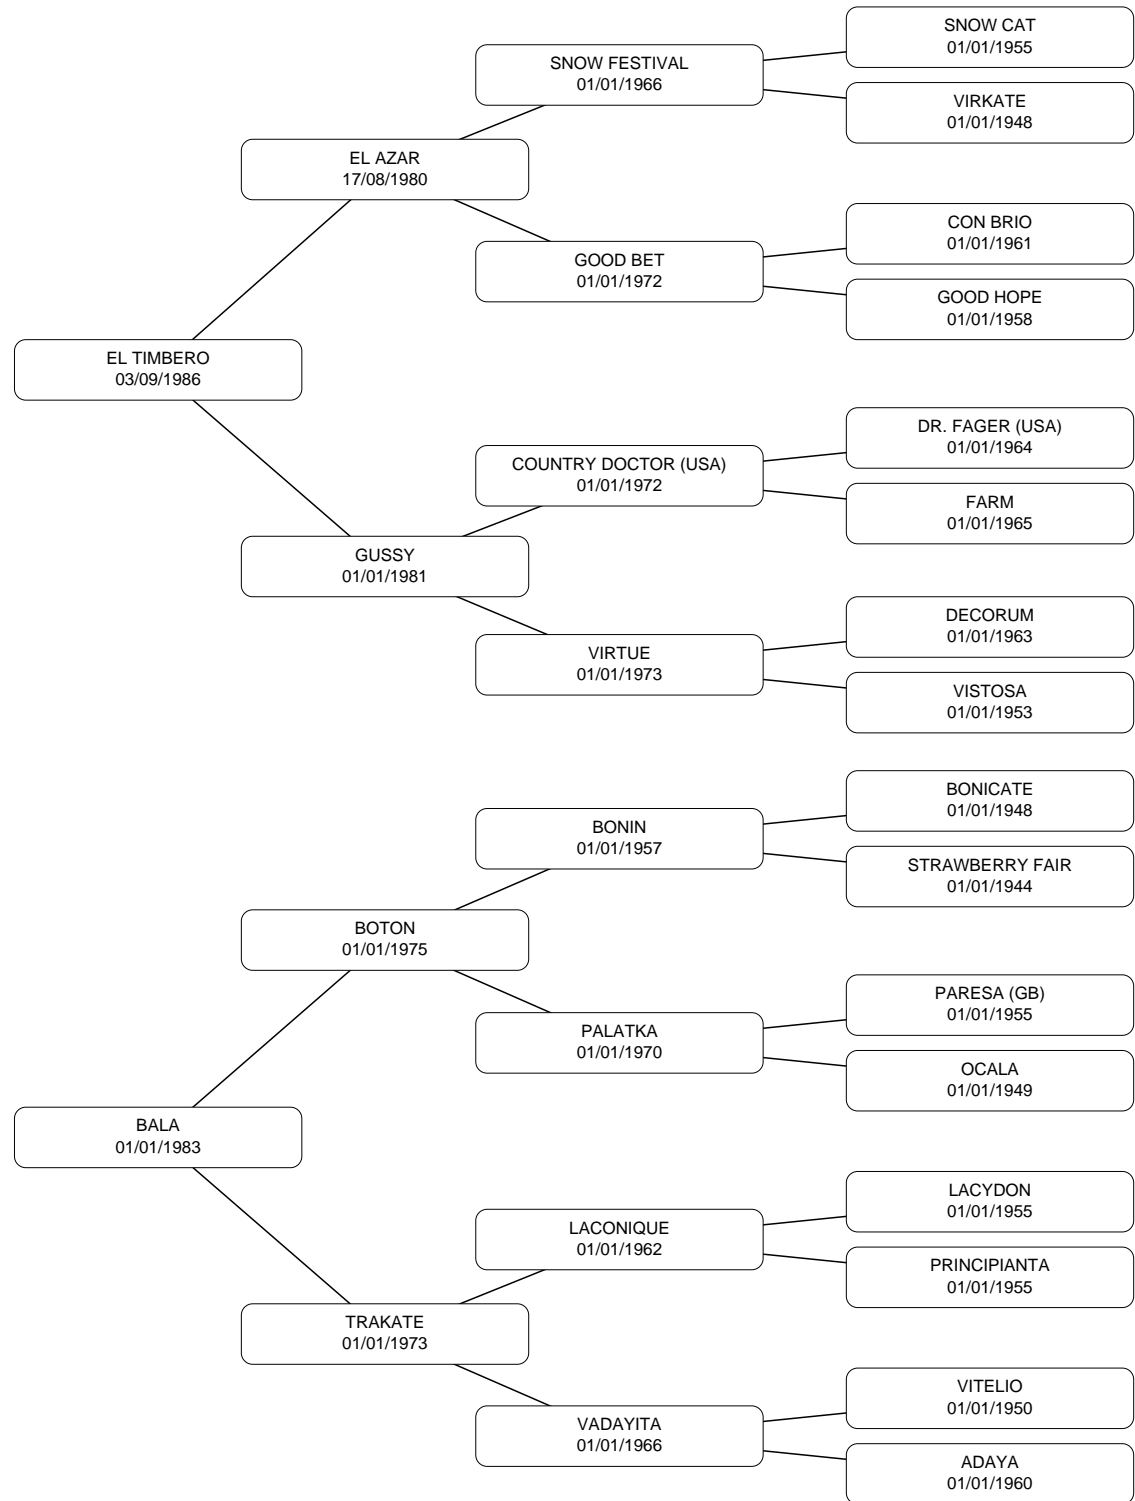 SNOW CAT
01/01/1955
SNOW FESTIVAL
01/01/1966
VIRKATE
01/01/1948
EL AZAR
17/08/1980
CON BRIO
01/01/1961
GOOD BET
01/01/1972
GOOD HOPE
01/01/1958
EL TIMBERO
03/09/1986
DR. FAGER (USA)
01/01/1964
COUNTRY DOCTOR (USA)
01/01/1972
FARM
01/01/1965
GUSSY
01/01/1981
DECORUM
01/01/1963
VIRTUE
01/01/1973
VISTOSA
01/01/1953
BONICATE
01/01/1948
BONIN
01/01/1957
STRAWBERRY FAIR
01/01/1944
BOTON
01/01/1975
PARESA (GB)
01/01/1955
PALATKA
01/01/1970
OCALA
01/01/1949
BALA
01/01/1983
LACYDON
01/01/1955
LACONIQUE
01/01/1962
PRINCIPIANTA
01/01/1955
TRAKATE
01/01/1973
VITELIO
01/01/1950
VADAYITA
01/01/1966
ADAYA
01/01/1960